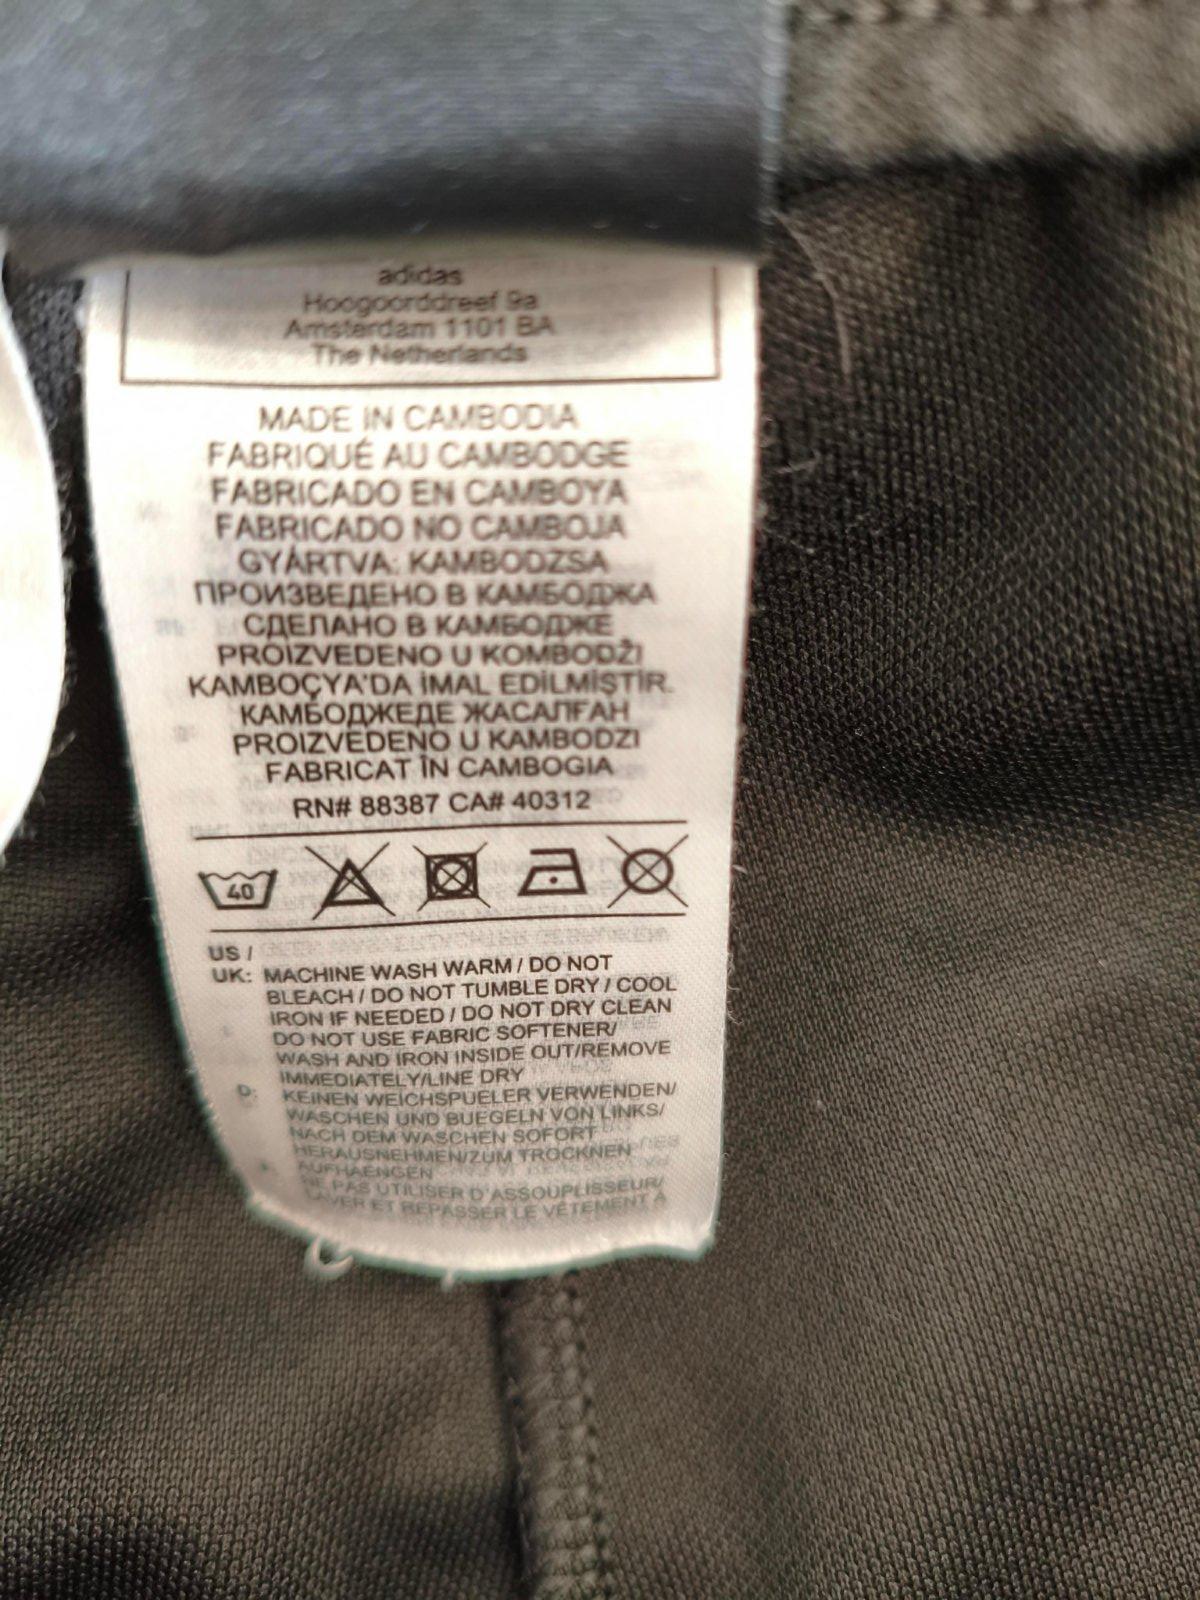 adidas
Hoogoorddreef 9a
Amsterdam 1101 BA
The Netherlands
MADE IN CAMBODIA
FABRIQUÉ AU CAMBODGE
FABRICADO EN CAMBOYA
FABRICADO NO CAMBOJA
GYÁRTVA: KAMBODZSA
ПРОИЗВЕДЕНО В КАМБОДЖА
СДЕЛАНО В КАМБОДЖЕ
PROIZVEDENO U KOMBODŽI
KAMBOÇYA'DA İMAL EDİLMİŞTİR.
КАМБОДЖЕДЕ ЖАСАЛҒАН
PROIZVEDENO U KAMBODZI
FABRICAT ÎN CAMBOGIA
RN# 88387 CA# 40312
40
US /
UK: MACHINE WASH WARM / DO NOT
BLEACH / DO NOT TUMBLE DRY / COOL
IRON IF NEEDED / DO NOT DRY CLEAN
DO NOT USE FABRIC SOFTENER/
WASH AND IRON INSIDE OUT/REMOVE
IMMEDIATELY/LINE DRY
D: KEINEN WEICHSPUELER VERWENDEN/
WASCHEN UND BUEGELN VON LINKS/
NACH DEM WASCHEN SOFORT
HERAUSNEHMEN/ZUM TROCKNEN
AUFHAENGEN
NE PAS UTILISER D'ASSOUPLISSEUR/
LAVER ET REPASSER LE VÊTEMENT À